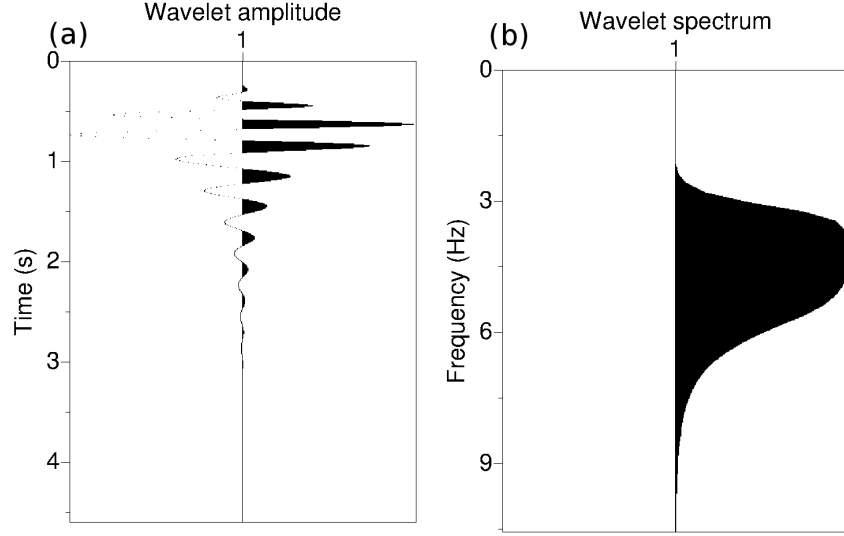 (a)
Wavelet amplitude
1
0
1
2
3
4
Time (s)
(b)
Wavelet spectrum
1
0
3
6
9
Frequency (Hz)